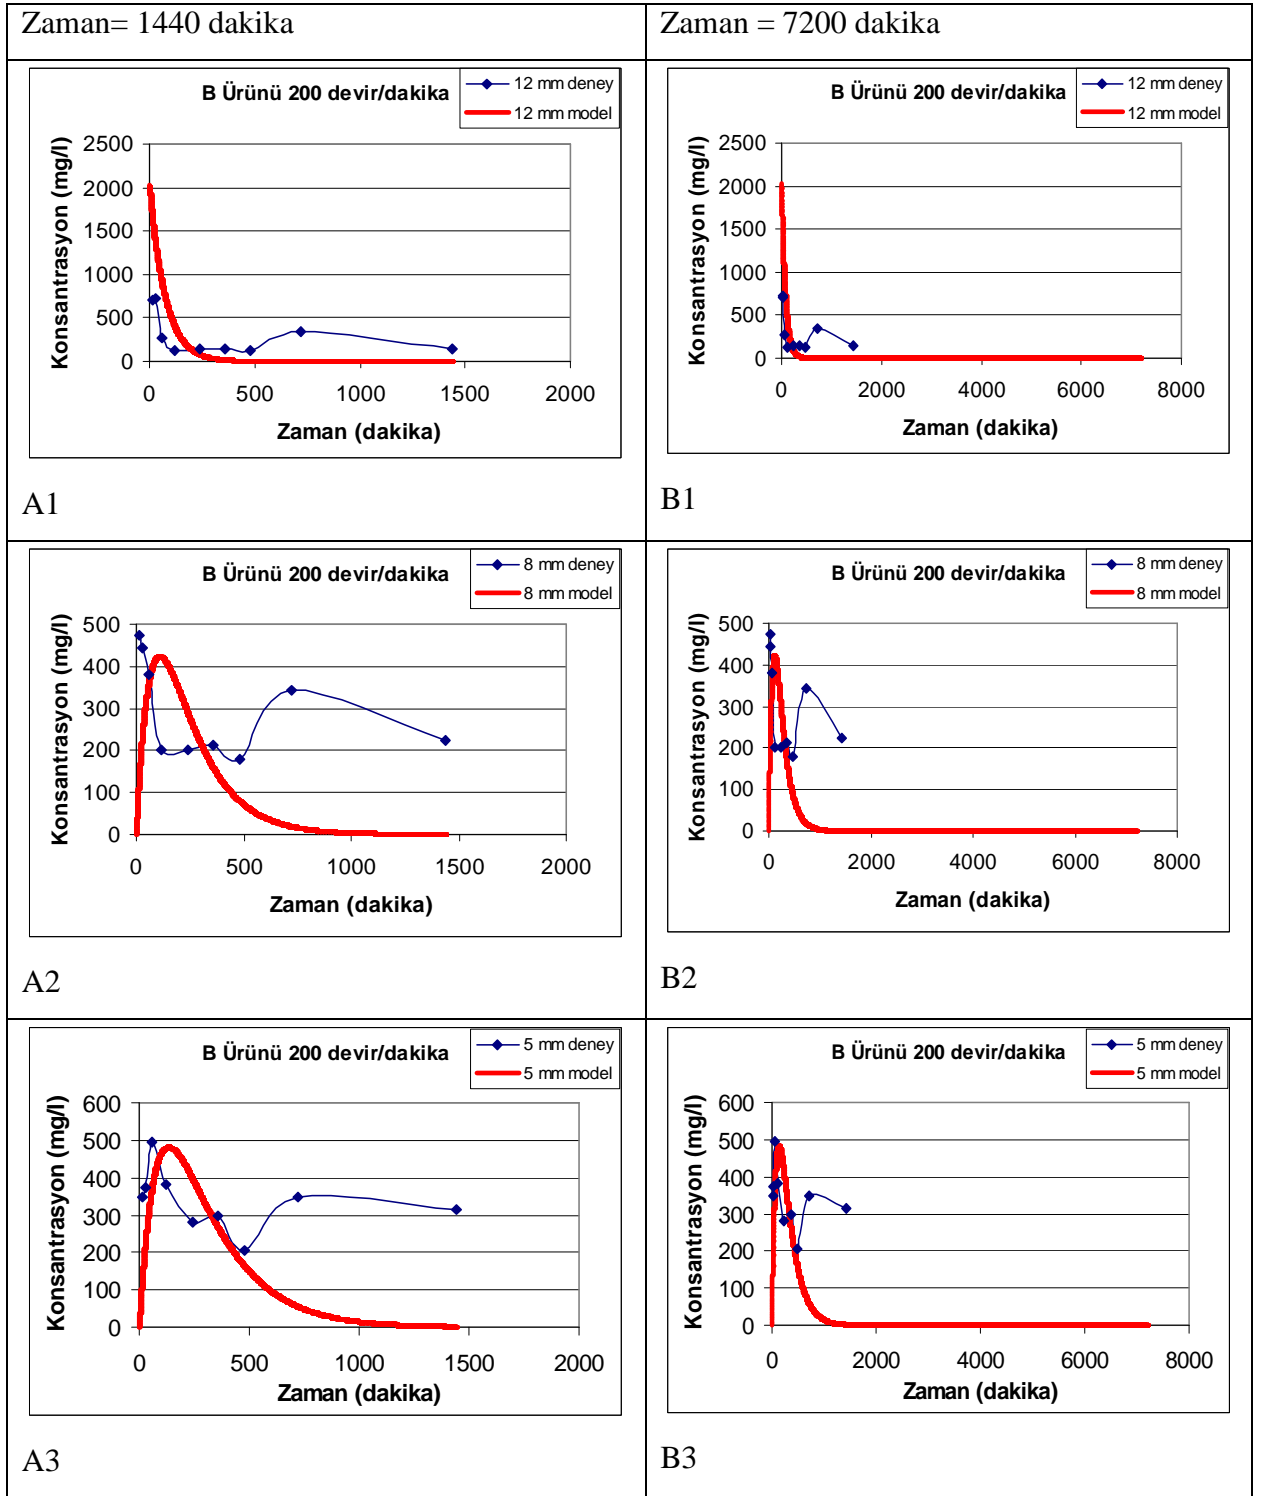 Zaman= 1440 dakika
Zaman = 7200 dakika
B Ürünü 200 devir/dakika
12 mm deney
12 mm model
Konsantrasyon (mg/l)
2500
2000
1500
1000
500
0
0 500 1000 1500 2000
Zaman (dakika)
A1
B Ürünü 200 devir/dakika
12 mm deney
12 mm model
Konsantrasyon (mg/l)
2500
2000
1500
1000
500
0
0 2000 4000 6000 8000
Zaman (dakika)
B1
B Ürünü 200 devir/dakika
8 mm deney
8 mm model
Konsantrasyon (mg/l)
500
400
300
200
100
0
0 500 1000 1500 2000
Zaman (dakika)
A2
B Ürünü 200 devir/dakika
8 mm deney
8 mm model
Konsantrasyon (mg/l)
500
400
300
200
100
0
0 2000 4000 6000 8000
Zaman (dakika)
B2
B Ürünü 200 devir/dakika
5 mm deney
5 mm model
Konsantrasyon (mg/l)
600
500
400
300
200
100
0
0 500 1000 1500 2000
Zaman (dakika)
A3
B Ürünü 200 devir/dakika
5 mm deney
5 mm model
Konsantrasyon (mg/l)
600
500
400
300
200
100
0
0 2000 4000 6000 8000
Zaman (dakika)
B3